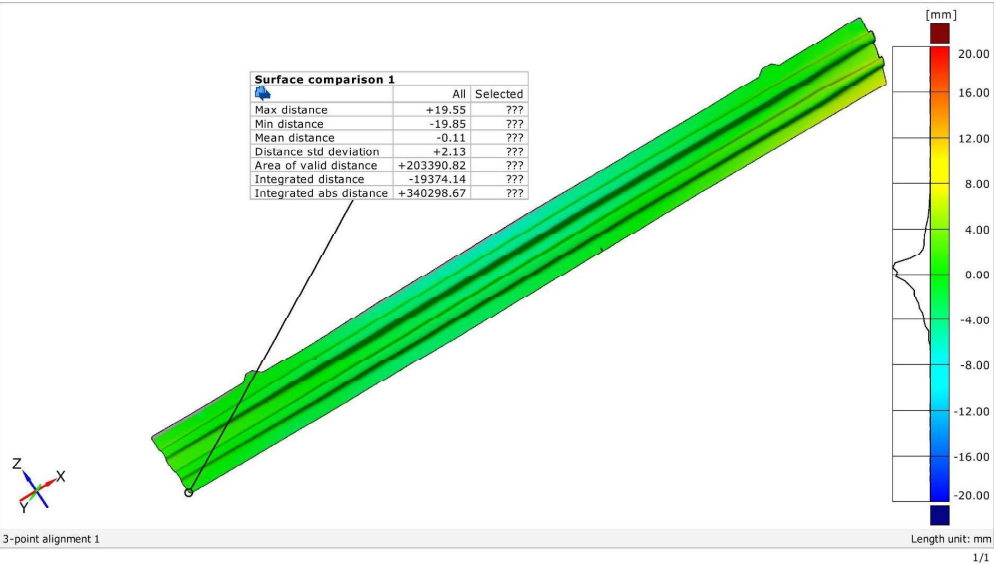 [mm]
Surface comparison 1
All Selected
Max distance +19.55 ???
Min distance -19.85 ???
Mean distance -0.11 ???
Distance std deviation +2.13 ???
Area of valid distance +203390.82 ???
Integrated distance -19374.14 ???
Integrated abs distance +340298.67 ???
20.00
16.00
12.00
8.00
4.00
0.00
-4.00
-8.00
-12.00
-16.00
-20.00
Z
X
Y
3-point alignment 1
Length unit: mm
1/1